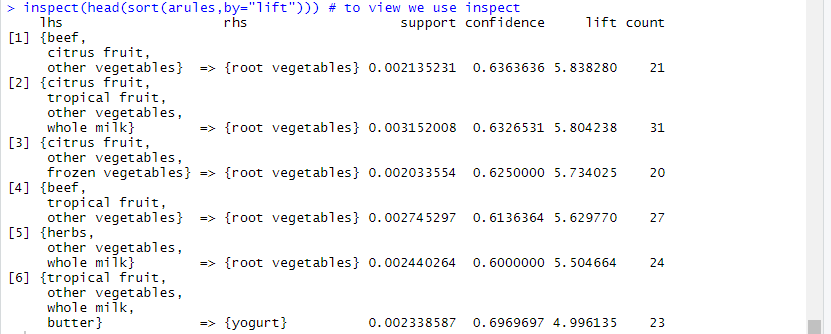 > inspect(head(sort(arules,by="lift"))) # to view we use inspect
    lhs                     rhs                   support confidence     lift count
[1] {beef,
     citrus fruit,
     other vegetables}  => {root vegetables} 0.002135231  0.6363636 5.838280    21
[2] {citrus fruit,
     tropical fruit,
     other vegetables,
     whole milk}        => {root vegetables} 0.003152008  0.6326531 5.804238    31
[3] {citrus fruit,
     other vegetables,
     frozen vegetables} => {root vegetables} 0.002033554  0.6250000 5.734025    20
[4] {beef,
     tropical fruit,
     other vegetables}  => {root vegetables} 0.002745297  0.6136364 5.629770    27
[5] {herbs,
     other vegetables,
     whole milk}        => {root vegetables} 0.002440264  0.6000000 5.504664    24
[6] {tropical fruit,
     other vegetables,
     whole milk,
     butter}            => {yogurt}          0.002338587  0.6969697 4.996135    23